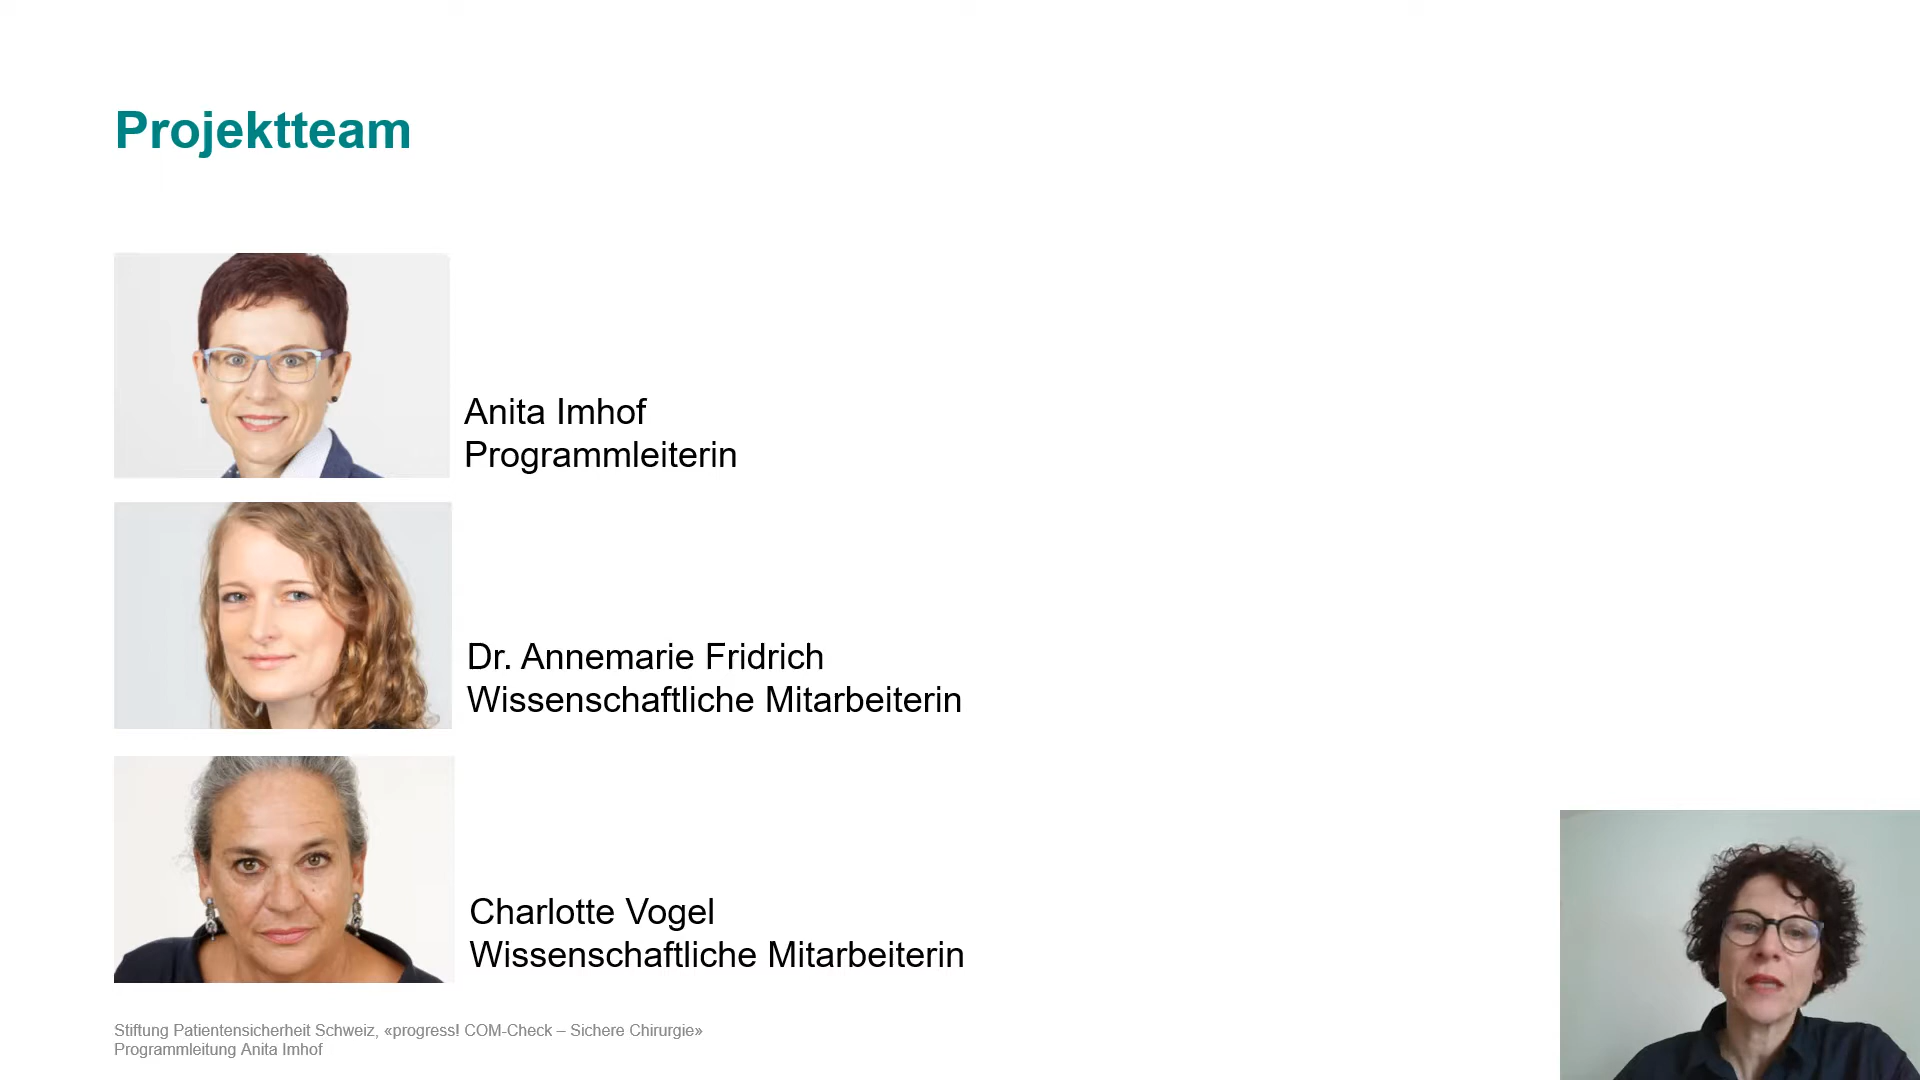 Projektteam
Anita Imhof
Programmleiterin
Dr. Annemarie Fridrich
Wissenschaftliche Mitarbeiterin
Charlotte Vogel
Wissenschaftliche Mitarbeiterin
Stiftung Patientensicherheit Schweiz, «progress! COM-Check – Sichere Chirurgie»
Programmleitung Anita Imhof